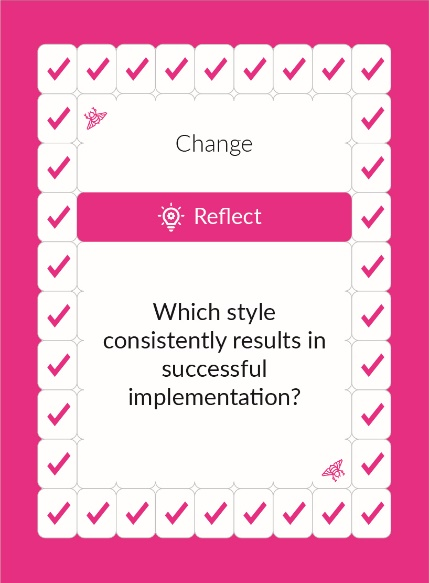 Change
Reflect
Which style
consistently results in
successful
implementation?